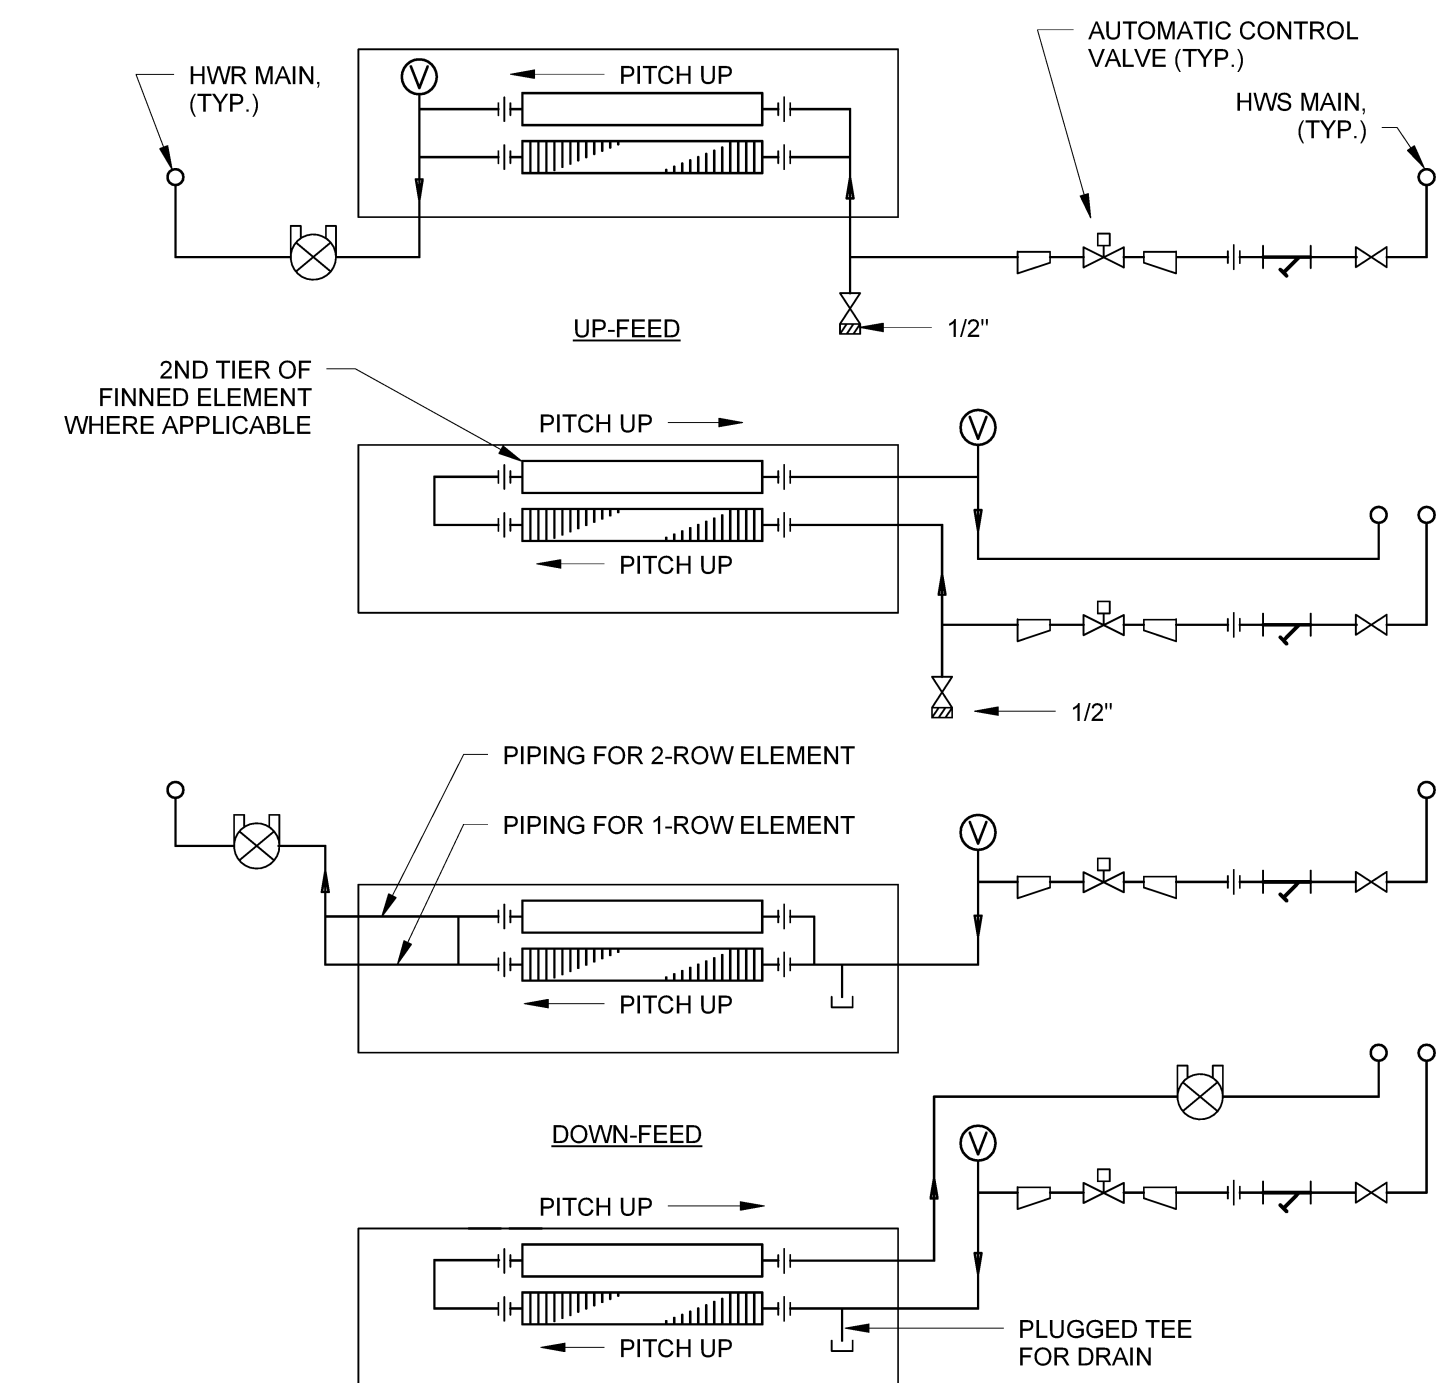 AUTOMATIC CONTROL
VALVE (TYP.)
HWR MAIN,
(TYP.)
V
PITCH UP
HWS MAIN,
(TYP.)
1/2"
UP-FEED
2ND TIER OF
FINNED ELEMENT
WHERE APPLICABLE
PITCH UP
V
PITCH UP
1/2"
PIPING FOR 2-ROW ELEMENT
PIPING FOR 1-ROW ELEMENT
V
PITCH UP
DOWN-FEED
V
PITCH UP
PITCH UP
PLUGGED TEE
FOR DRAIN